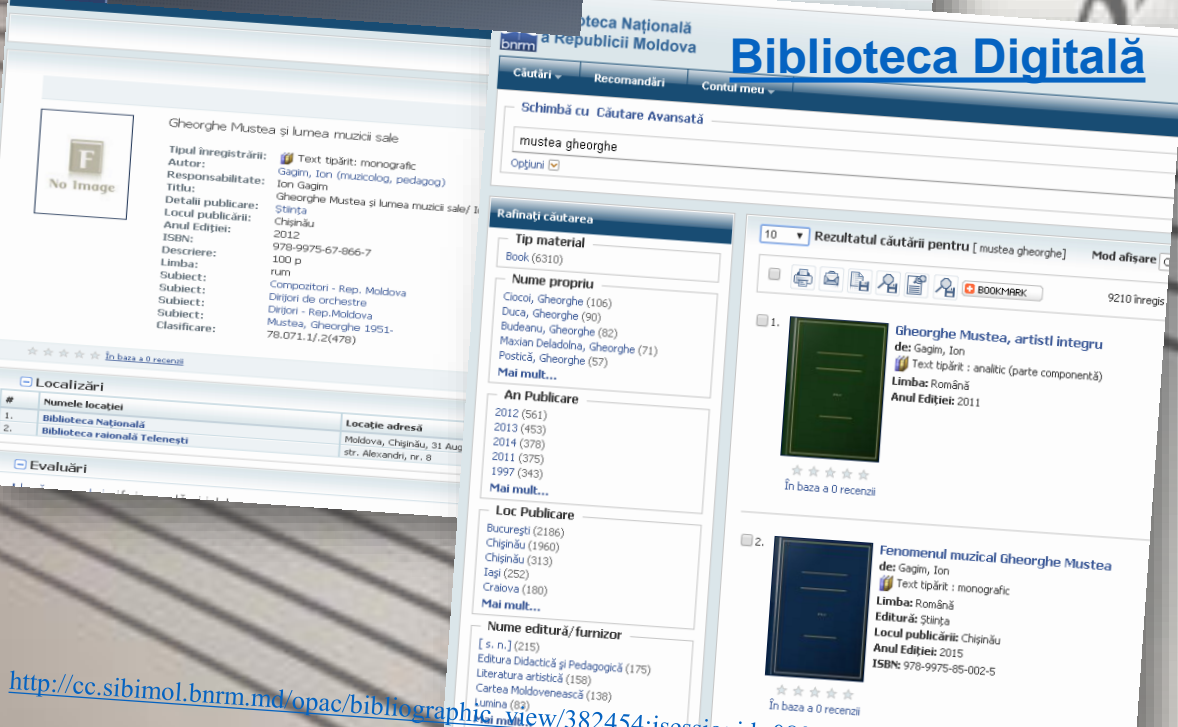 Biblioteca Digitală
Gheorghe Mustea și lumea muzicii sale
F
No Image
Tipul înregistrării: Text tipărit: monografic
Autor: Gagim, Ion (muzicolog, pedagog)
Responsabilitate: Ion Gagim
Titlu: Gheorghe Mustea și lumea muzicii sale/
Detalii publicare: Știința
Locul publicării: Chișinău
Anul Ediției: 2012
ISBN: 978-9975-67-866-7
Descriere: 100 p
Limba: rum
Subiect: Compozitori - Rep. Moldova
Subiect: Dirijori de orchestre
Subiect: Dirijori - Rep.Moldova
Subiect: Mustea, Gheorghe 1951-
Clasificare: 78.071.1/.2(478)
În baza a 0 recenzii
Localizări
# Numele locației Locație adresă
1. Biblioteca Națională Moldova, Chișinău, 31 Aug
2. Biblioteca raională Telenești str. Alexandri, nr. 8
Evaluări
Națională
bnrm a Republicii Moldova
Căutări Recomandări Contul meu
Schimbă cu Căutare Avansată
mustea gheorghe
Opțiuni
Rafinați căutarea
Tip material
Book (6310)
Nume propriu
Ciocoi, Gheorghe (106)
Duca, Gheorghe (90)
Budeanu, Gheorghe (82)
Maxian Deladolna, Gheorghe (71)
Postică, Gheorghe (57)
Mai mult...
An Publicare
2012 (561)
2013 (453)
2014 (378)
2011 (375)
1997 (343)
Mai mult...
Loc Publicare
București (2186)
Chișinău (1960)
Chişinău (313)
Iași (252)
Craiova (180)
Mai mult...
Nume editură/furnizor
[ s. n.] (215)
Editura Didactică și Pedagogică (175)
Literatura artistică (158)
Cartea Moldovenească (138)
Lumina (82)
Mai mult...
10 Rezultatul căutării pentru [ mustea gheorghe] Mod afișare
BOOKMARK 9210 înregis
1. Gheorghe Mustea, artistl integru
de: Gagim, Ion
Text tipărit : analitic (parte componentă)
Limba: Română
Anul Ediției: 2011
În baza a 0 recenzii
2. Fenomenul muzical Gheorghe Mustea
de: Gagim, Ion
Text tipărit : monografic
Limba: Română
Editură: Știința
Locul publicării: Chișinău
Anul Ediției: 2015
ISBN: 978-9975-85-002-5
În baza a 0 recenzii
http://cc.sibimol.bnrm.md/opac/bibliographic_view/382454;jsessionid